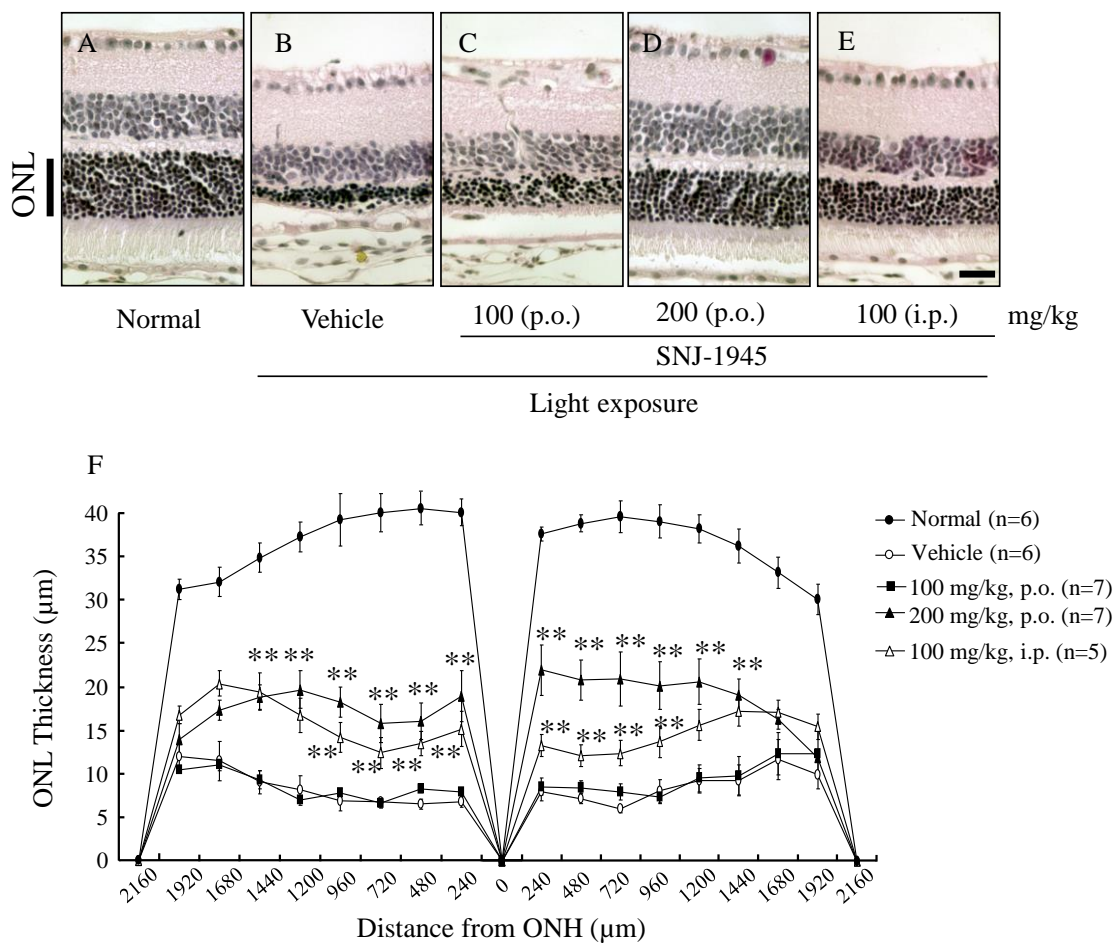 A B C D E
ONL
Normal Vehicle 100 (p.o.) 200 (p.o.) 100 (i.p.) mg/kg
SNJ-1945
Light exposure
F
ONL Thickness (μm)
40
35
30
25
20
15
10
5
0
** ** ** ** ** **
** ** ** **
** ** ** ** ** **
** ** ** **
2160 1920 1680 1440 1200 960 720 480 240 0 240 480 720 960 1200 1440 1680 1920 2160
Distance from ONH (μm)
Normal (n=6)
Vehicle (n=6)
100 mg/kg, p.o. (n=7)
200 mg/kg, p.o. (n=7)
100 mg/kg, i.p. (n=5)